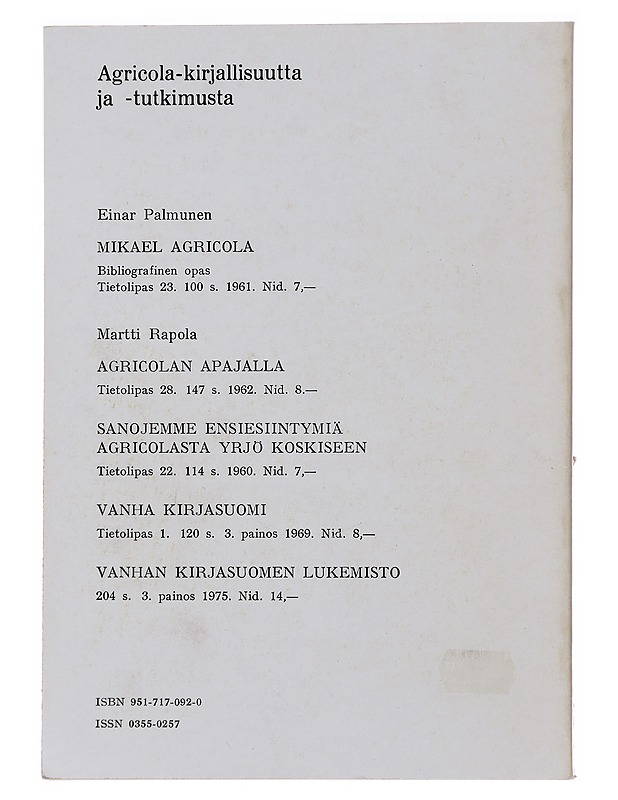 Agricola-kirjallisuutta
ja -tutkimusta
Einar Palmunen
MIKAEL AGRICOLA
Bibliografinen opas
Tietolipas 23. 100 s. 1961. Nid. 7,—
Martti Rapola
AGRICOLAN APAJALLA
Tietolipas 28. 147 s. 1962. Nid. 8.—
SANOJEMME ENSIESIINTYMIÄ
AGRICOLASTA YRJÖ KOSKISEEN
Tietolipas 22. 114 s. 1960. Nid. 7,—
VANHA KIRJASUOMI
Tietolipas 1. 120 s. 3. painos 1969. Nid. 8,—
VANHAN KIRJASUOMEN LUKEMISTO
204 s. 3. painos 1975. Nid. 14,—
ISBN 951-717-092-0
ISSN 0355-0257